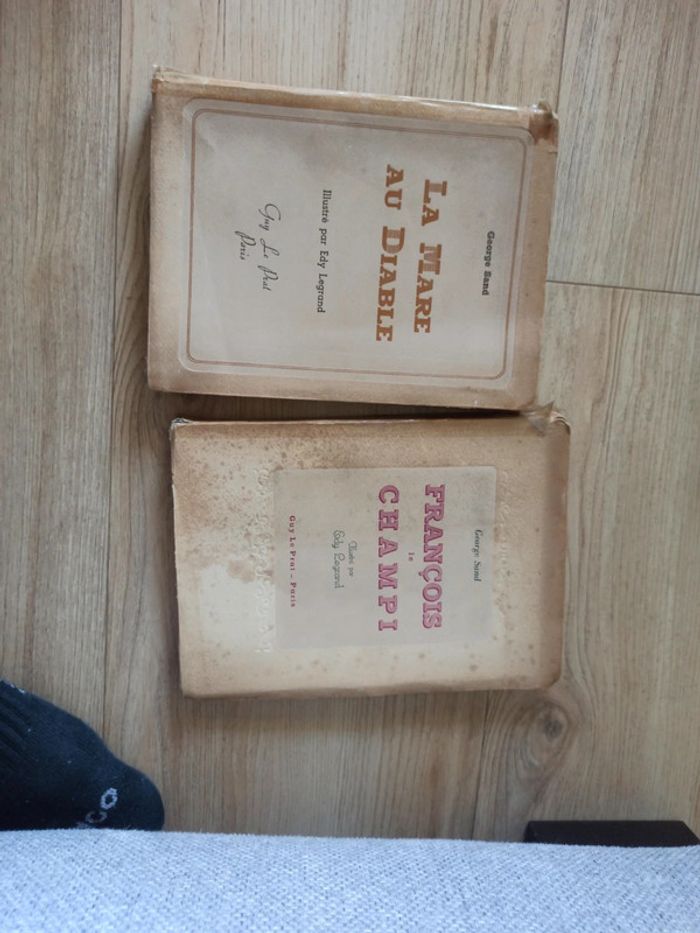 George Sand
LA MARE
AU DIABLE
Illustré par Edy Legrand
Guy Le Prat
Paris
George Sand
FRANÇOIS
le
CHAMPI
Illustré par
Edy Legrand
Guy Le Prat - Paris